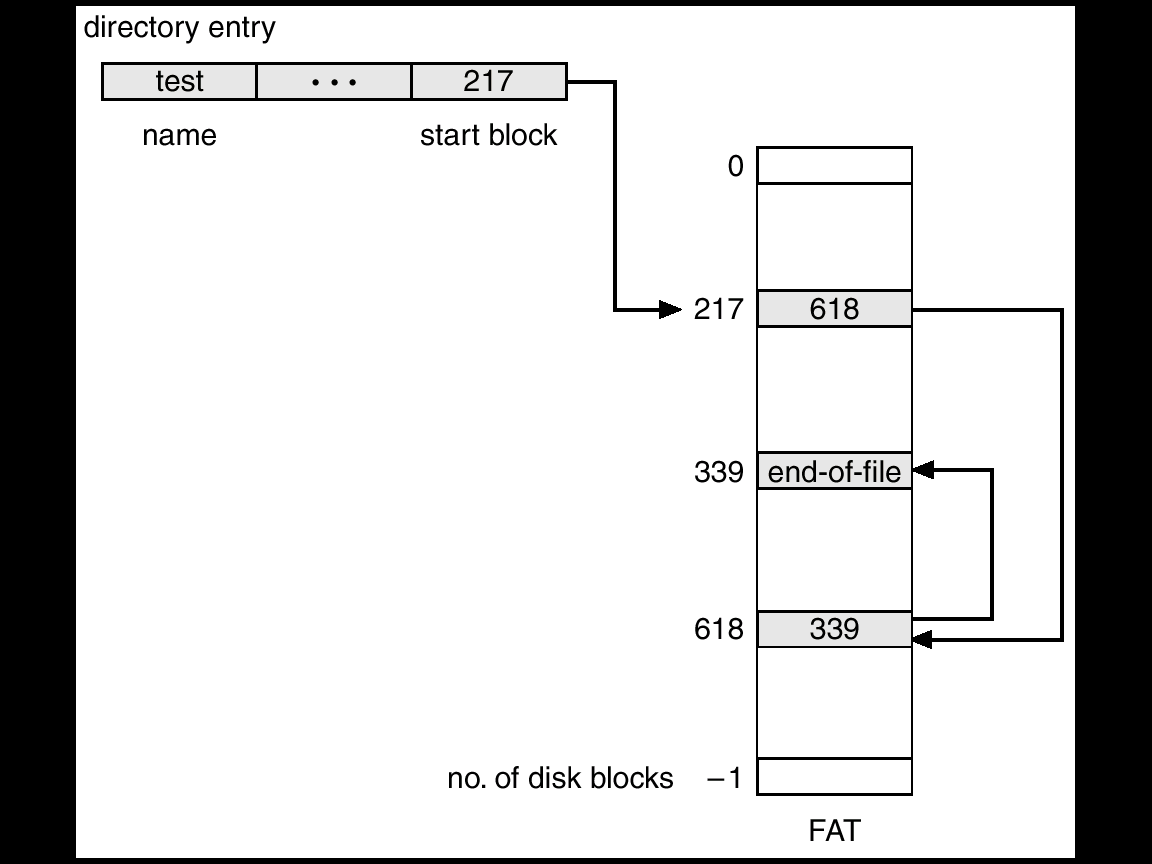 directory entry
test • • • 217
name start block
0
217 618
339 end-of-file
618 339
no. of disk blocks −1
FAT